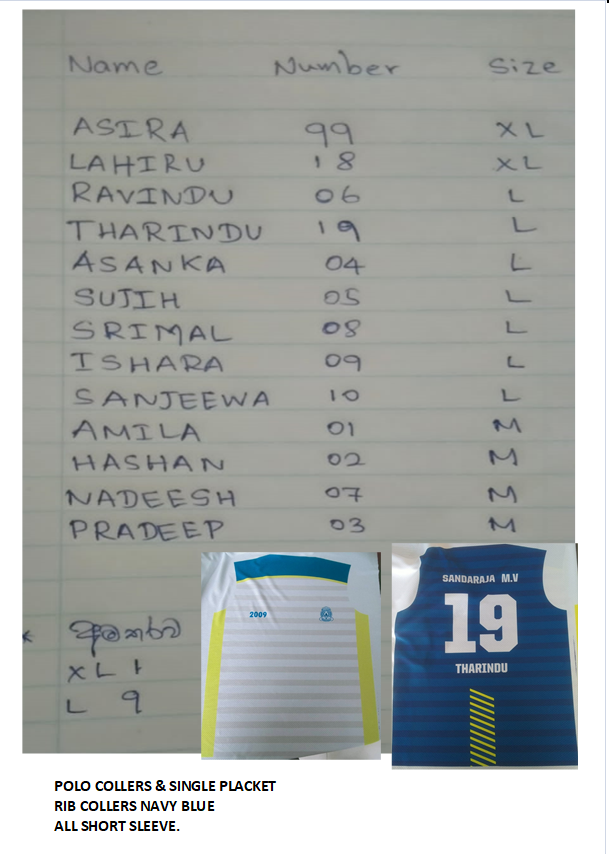 Name Number Size
ASIRA 99 XL
LAHIRU 18 XL
RAVINDU 06 L
THARINDU 19 L
ASANKA 04 L
SUJIH 05 L
SRIMAL 08 L
ISHARA 09 L
SANJEEWA 10 L
AMILA 01 M
HASHAN 02 M
NADEESH 07 M
PRADEEP 03 M
අමතරව
XL 1
L 9
2009
SANDARAJA M.V
19
THARINDU
POLO COLLERS & SINGLE PLACKET
RIB COLLERS NAVY BLUE
ALL SHORT SLEEVE.